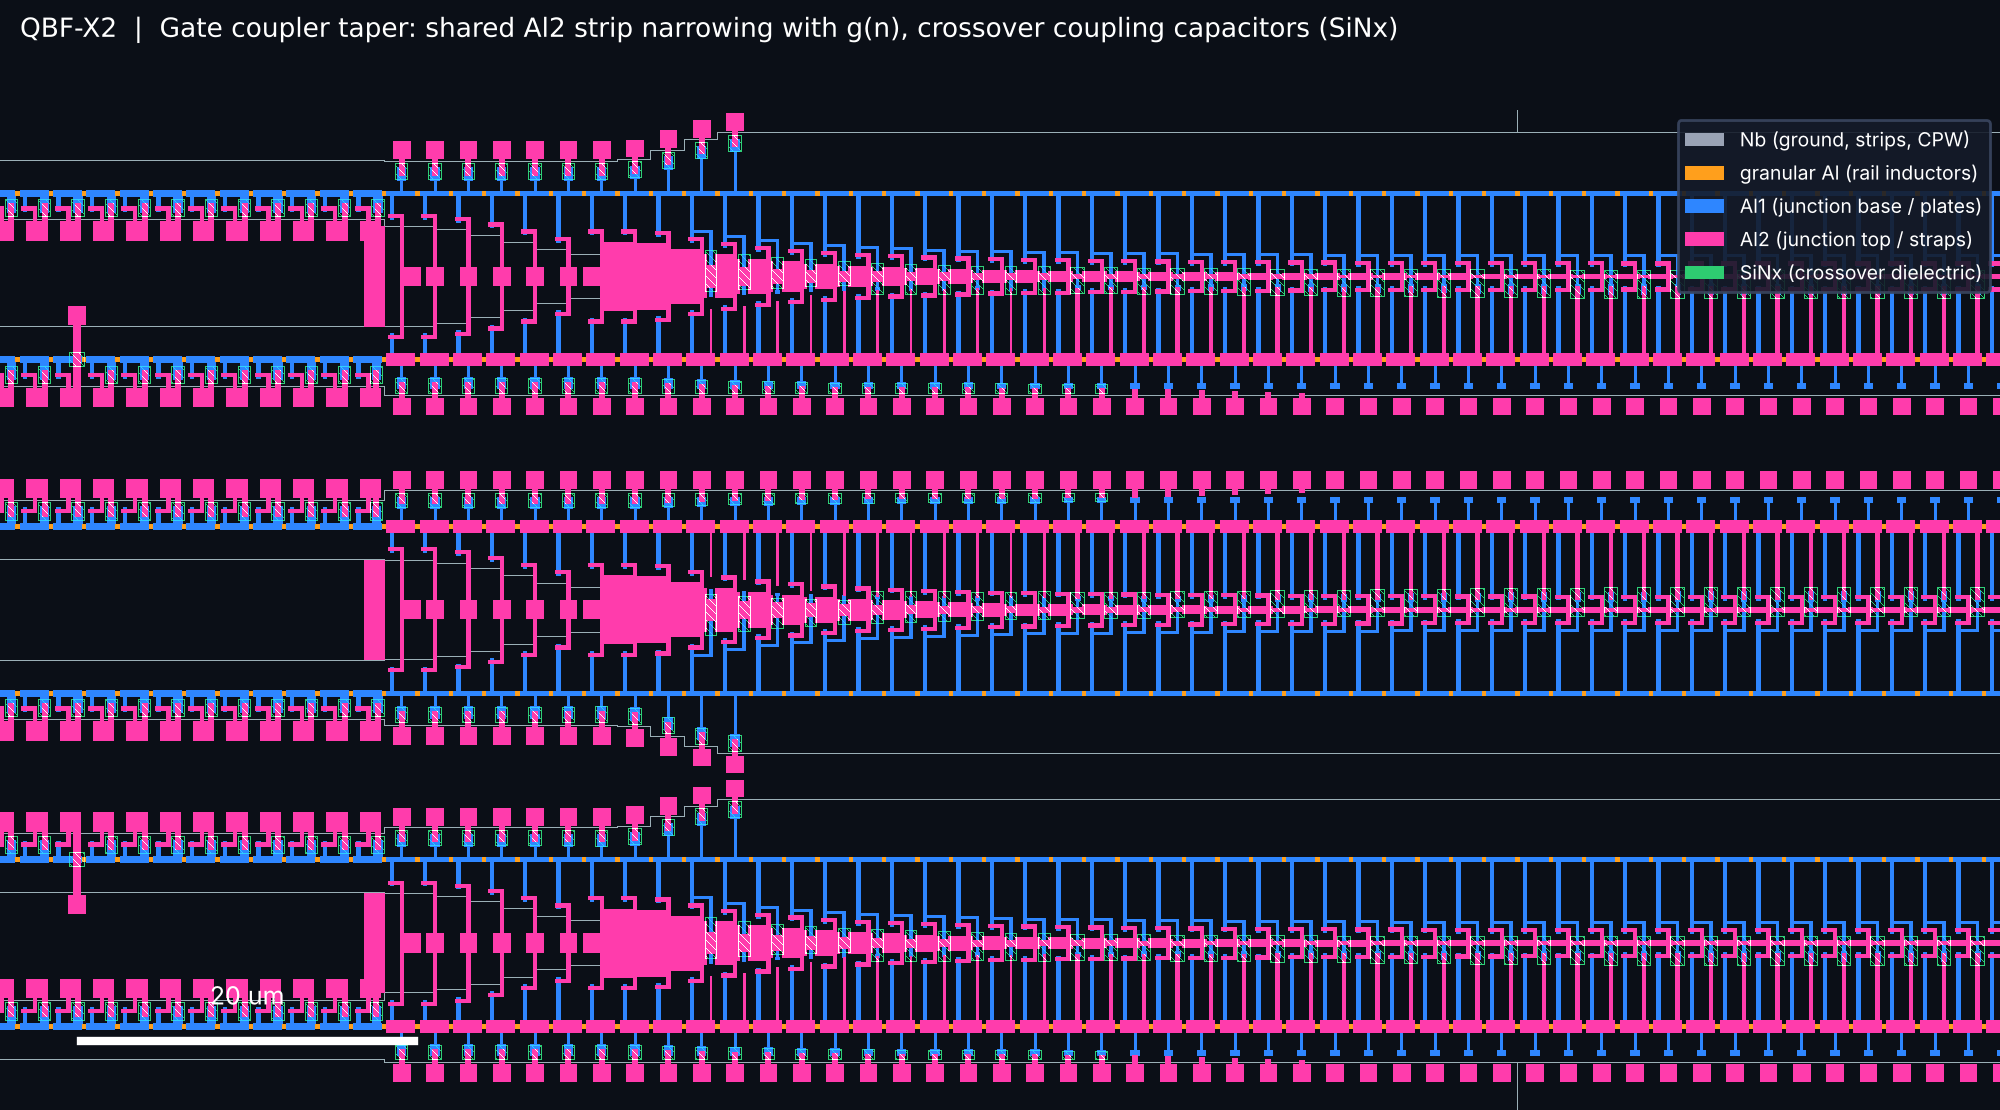 QBF-X2 | Gate coupler taper: shared Al2 strip narrowing with g(n), crossover coupling capacitors (SiNx)
Nb (ground, strips, CPW)
granular Al (rail inductors)
Al1 (junction base / plates)
Al2 (junction top / straps)
SiNx (crossover dielectric)
20 um